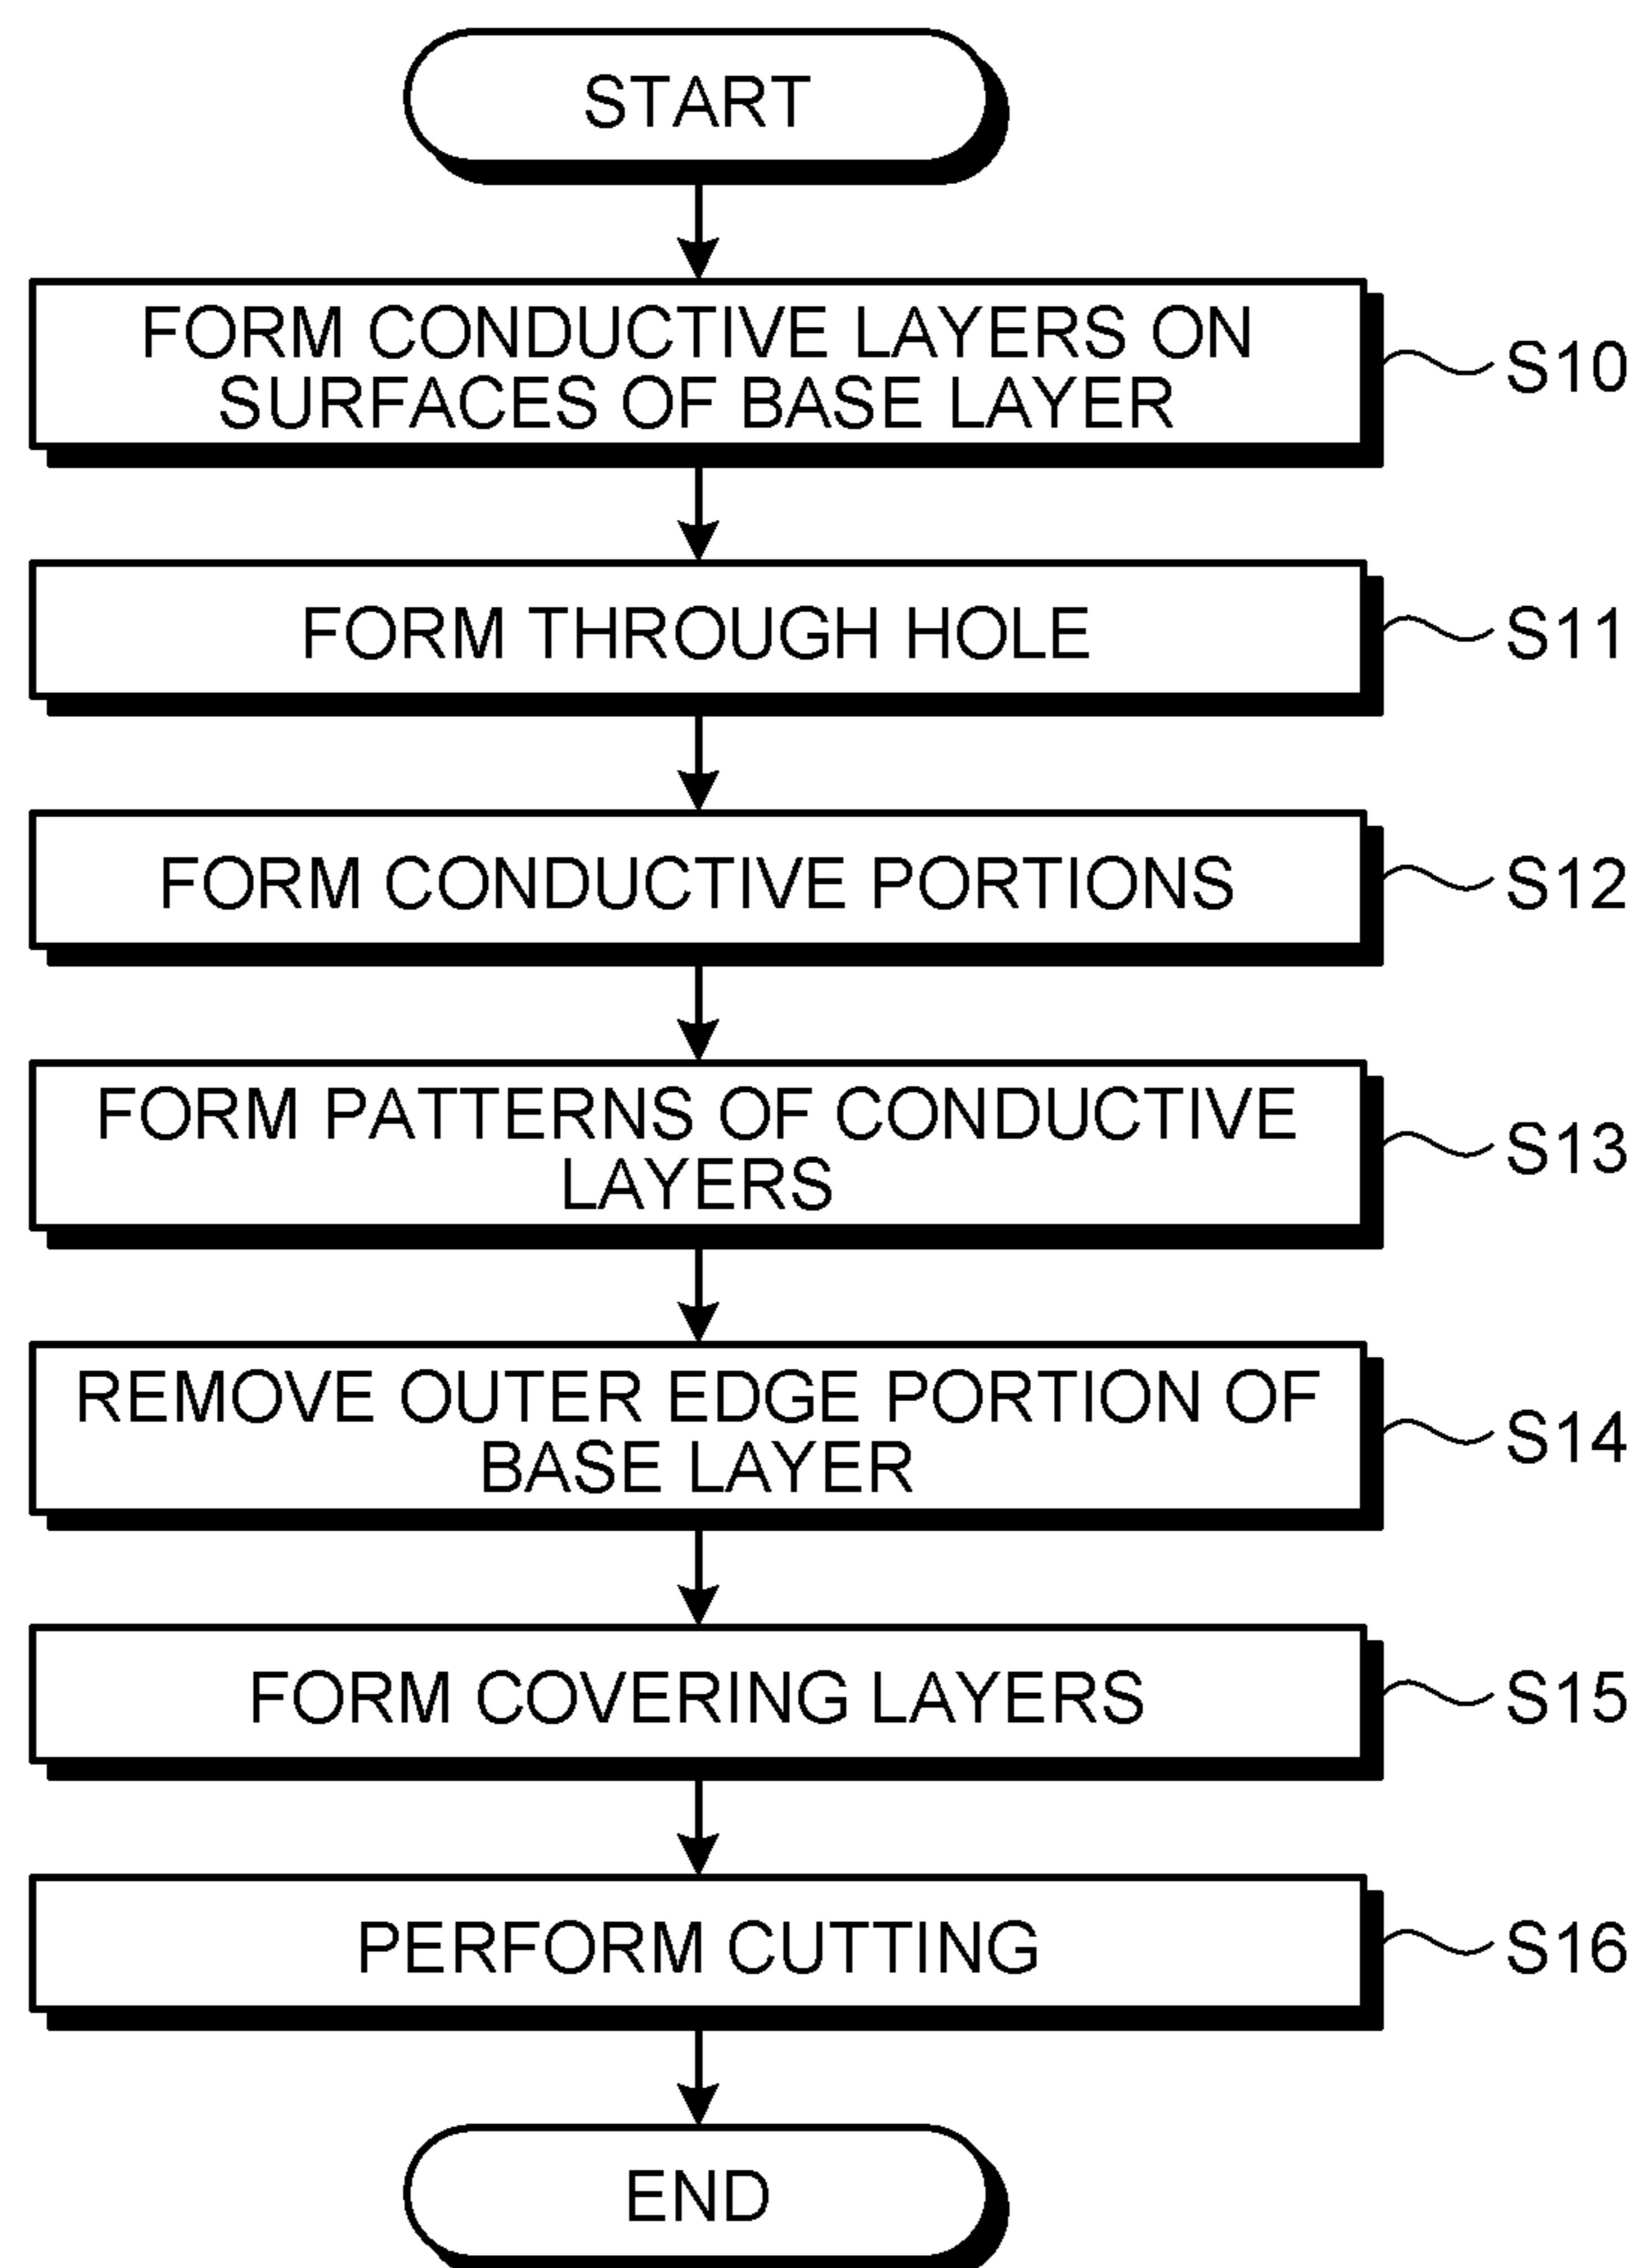 START
FORM CONDUCTIVE LAYERS ON
SURFACES OF BASE LAYER
S10
FORM THROUGH HOLE
S11
FORM CONDUCTIVE PORTIONS
S12
FORM PATTERNS OF CONDUCTIVE
LAYERS
S13
REMOVE OUTER EDGE PORTION OF
BASE LAYER
S14
FORM COVERING LAYERS
S15
PERFORM CUTTING
S16
END